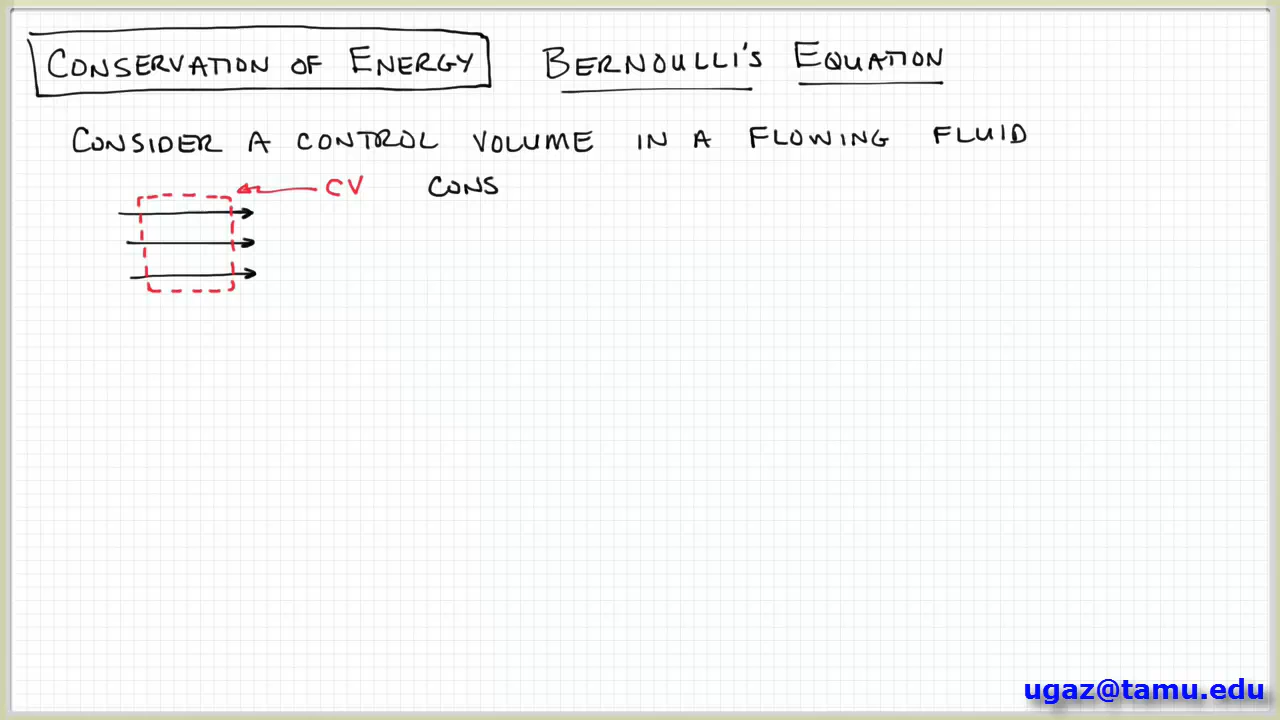 CONSERVATION OF ENERGY BERNOULLI'S EQUATION
CONSIDER A CONTROL VOLUME IN A FLOWING FLUID
CV CONS
ugaz@tamu.edu